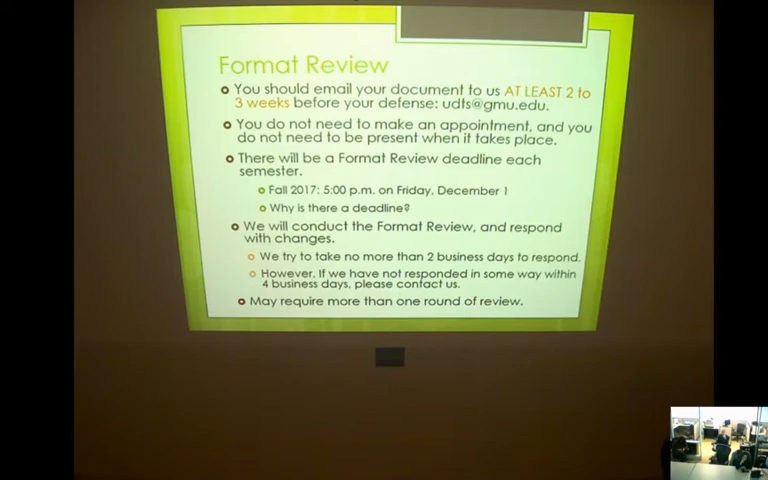 Format Review
You should email your document to us AT LEAST 2 to
3 weeks before your defense: udts@gmu.edu.
You do not need to make an appointment, and you
do not need to be present when it takes place.
There will be a Format Review deadline each
semester.
Fall 2017: 5:00 p.m. on Friday, December 1
Why is there a deadline?
We will conduct the Format Review, and respond
with changes.
We try to take no more than 2 business days to respond.
However, if we have not responded in some way within
4 business days, please contact us.
May require more than one round of review.